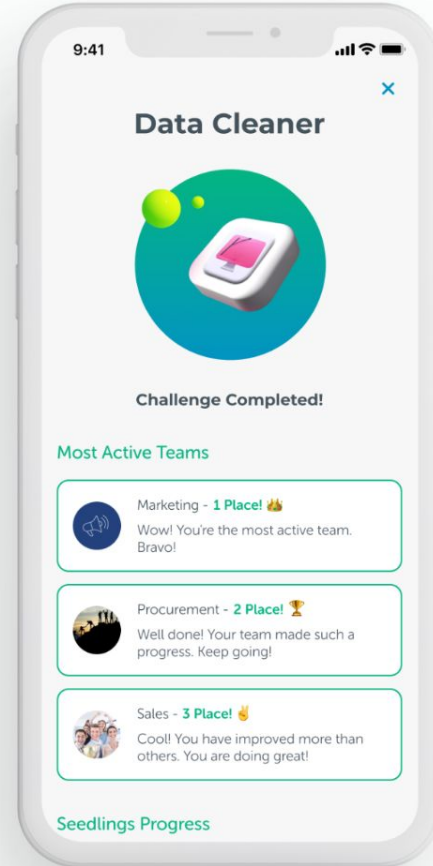 9:41
Data Cleaner
Challenge Completed!
Most Active Teams
Marketing - 1 Place! 👑
Wow! You're the most active team.
Bravo!
Procurement - 2 Place! 🏆
Well done! Your team made such a
progress. Keep going!
Sales - 3 Place! ✌️
Cool! You have improved more than
others. You are doing great!
Seedlings Progress